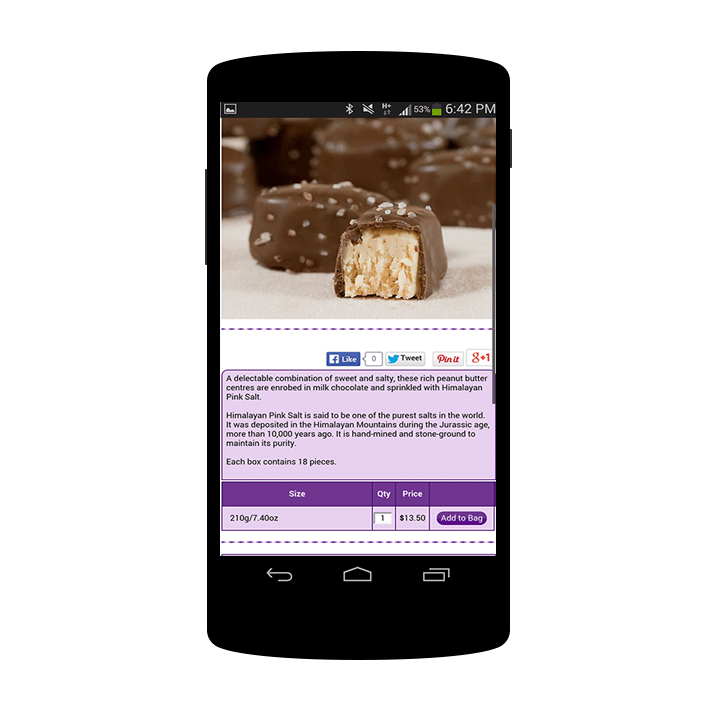 H+
53%
6:42 PM
Like
0
Tweet
Pin it
g+1
A delectable combination of sweet and salty, these rich peanut butter
centres are enrobed in milk chocolate and sprinkled with Himalayan
Pink Salt.
Himalayan Pink Salt is said to be one of the purest salts in the world.
It was deposited in the Himalayan Mountains during the Jurassic age,
more than 10,000 years ago. It is hand-mined and stone-ground to
maintain its purity.
Each box contains 18 pieces.
Size Qty Price
210g/7.40oz 1 $13.50 Add to Bag